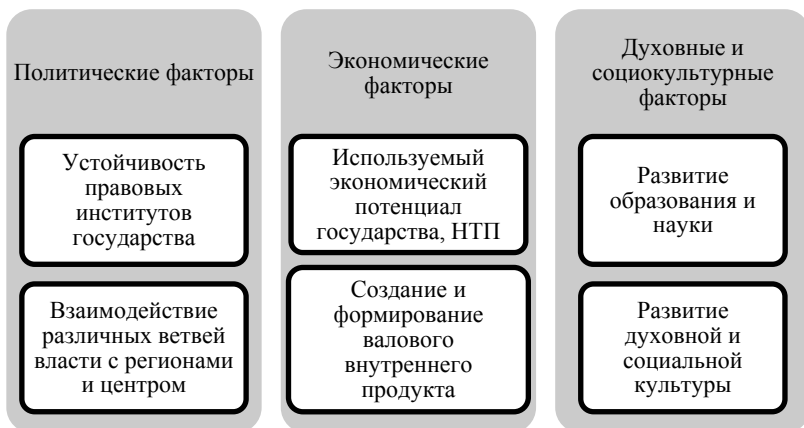 Политические факторы
Устойчивость
правовых
институтов
государства
Взаимодействие
различных ветвей
власти с регионами
и центром
Экономические
факторы
Используемый
экономический
потенциал
государства, НТП
Создание и
формирование
валового
внутреннего
продукта
Духовные и
социокультурные
факторы
Развитие
образования и
науки
Развитие
духовной и
социальной
культуры